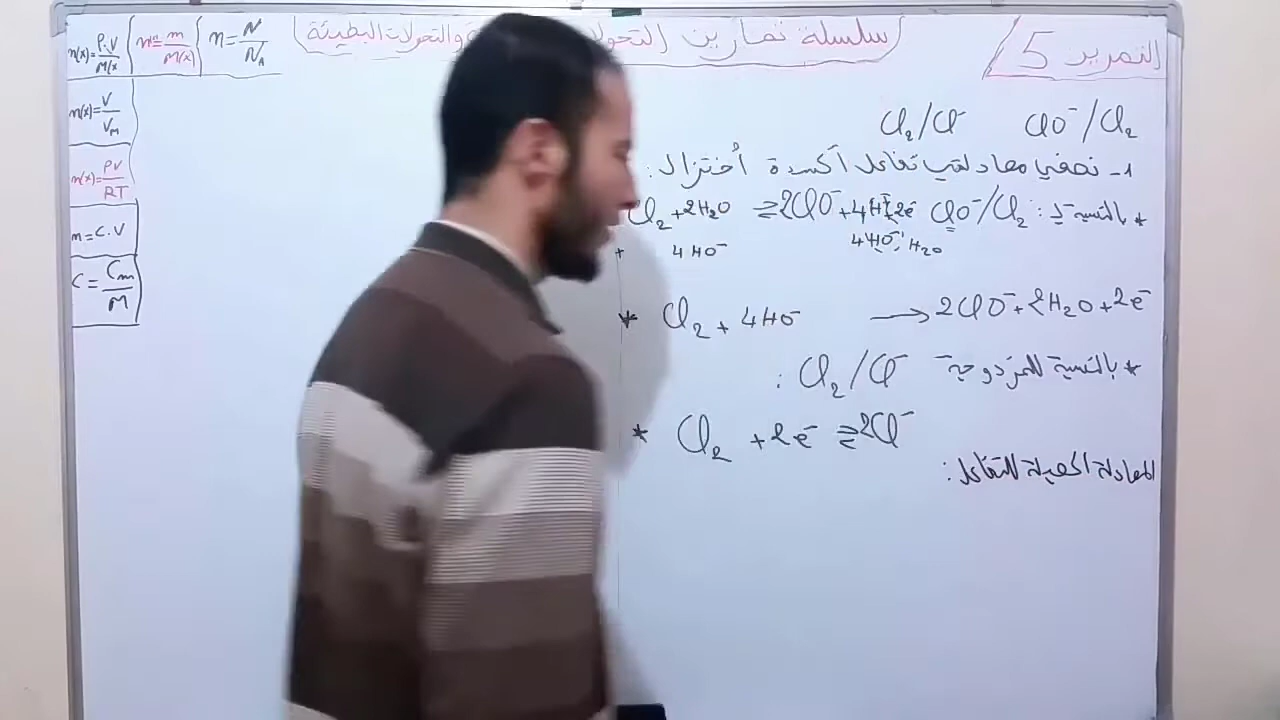 التمرين 5
سلسلة تمارين التحولات والتحولات البطيئة
n(x)=ρ.V/M(x) n(x)=m/M(x) n=N/N_A
n(x)=V/V_M
n(x)=PV/RT
n=C.V
C=Cm/M
Cl₂/Cl⁻ ClO⁻/Cl₂
1- نصفي معادلتي تفاعل أكسدة أختزال:
* بالنسبة ل: ClO⁻/Cl₂ Cl₂+2H₂O ⇌ 2ClO⁻+4H⁺+2e⁻
+ 4HO⁻ 4HO⁻ H₂O
* Cl₂ + 4HO⁻ → 2ClO⁻+2H₂O+2e⁻
* بالنسبة للمزدوجة Cl₂/Cl⁻ :
* Cl₂ +2e⁻ ⇌ 2Cl⁻
المعادلة الحصيلة للتفاعل: